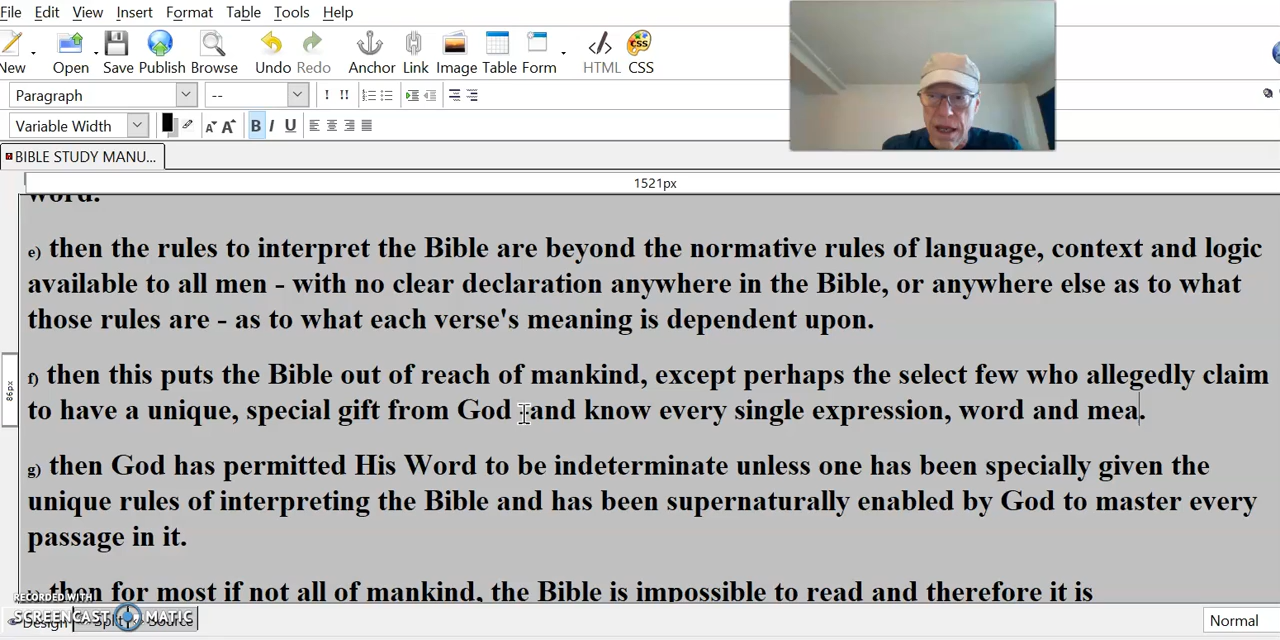 File Edit View Insert Format Table Tools Help
New Open Save Publish Browse Undo Redo Anchor Link Image Table Form HTML CSS
Paragraph -- ! !!
Variable Width A A B I U
BIBLE STUDY MANU...
1521px
word.
e) then the rules to interpret the Bible are beyond the normative rules of language, context and logic
available to all men - with no clear declaration anywhere in the Bible, or anywhere else as to what
those rules are - as to what each verse's meaning is dependent upon.
86px
f) then this puts the Bible out of reach of mankind, except perhaps the select few who allegedly claim
to have a unique, special gift from God and know every single expression, word and mea.
g) then God has permitted His Word to be indeterminate unless one has been specially given the
unique rules of interpreting the Bible and has been supernaturally enabled by God to master every
passage in it.
then for most if not all of mankind, the Bible is impossible to read and therefore it is
RECORDED WITH
SCREENCAST MATIC
Design Split Source Normal